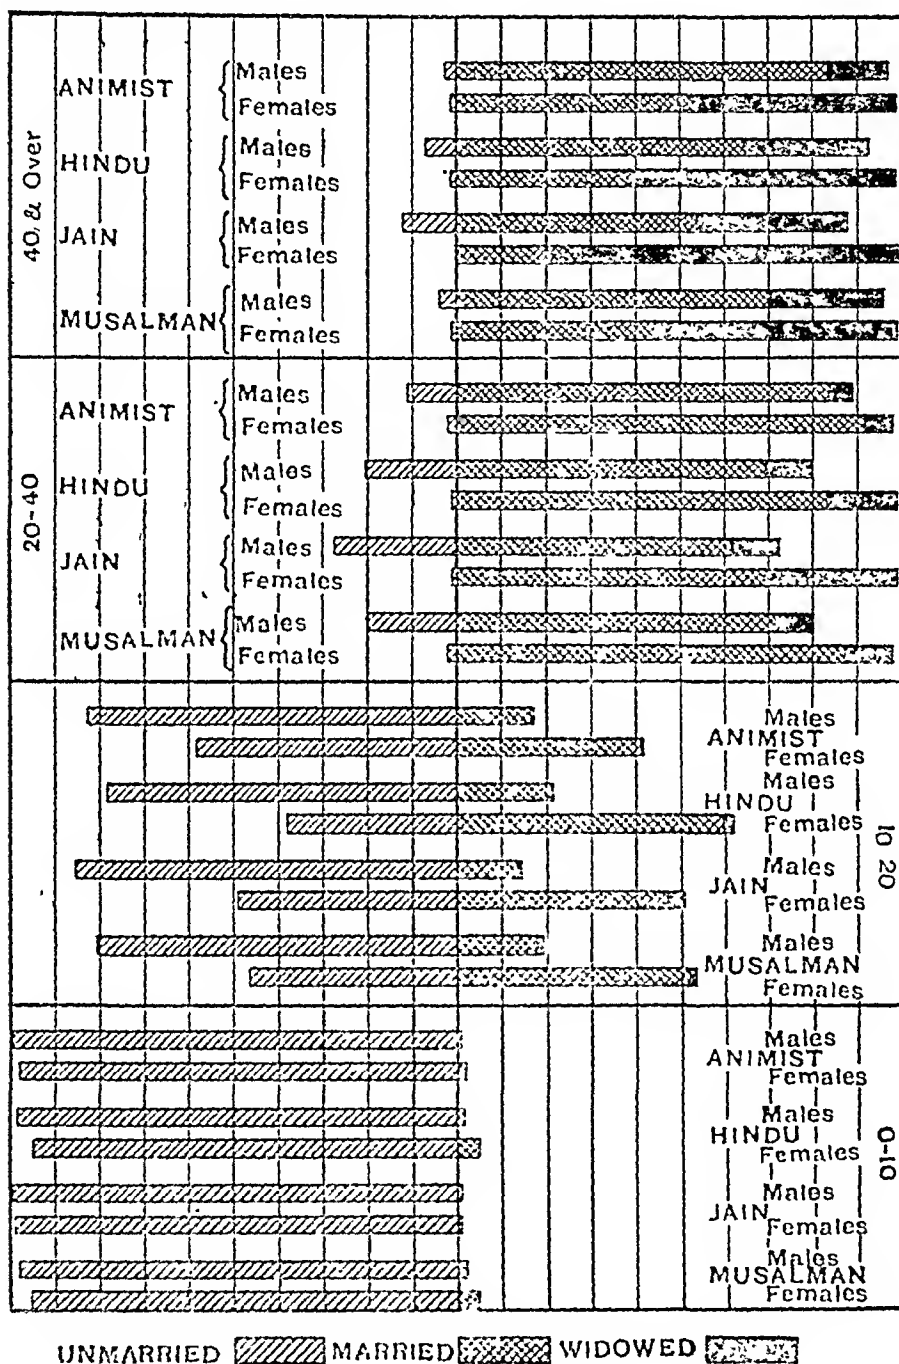 40. & Over
ANIMIST { Males
Females
HINDU { Males
Females
JAIN { Males
Females
MUSALMAN { Males
Females
20-40
ANIMIST { Males
Females
HINDU { Males
Females
JAIN { Males
Females
MUSALMAN { Males
Females
10 20
Males
ANIMIST
Females
Males
HINDU
Females
Males
JAIN
Females
Males
MUSALMAN
Females
0-10
Males
ANIMIST
Females
Males
HINDU
Females
Males
JAIN
Females
Males
MUSALMAN
Females
UNMARRIED MARRIED WIDOWED